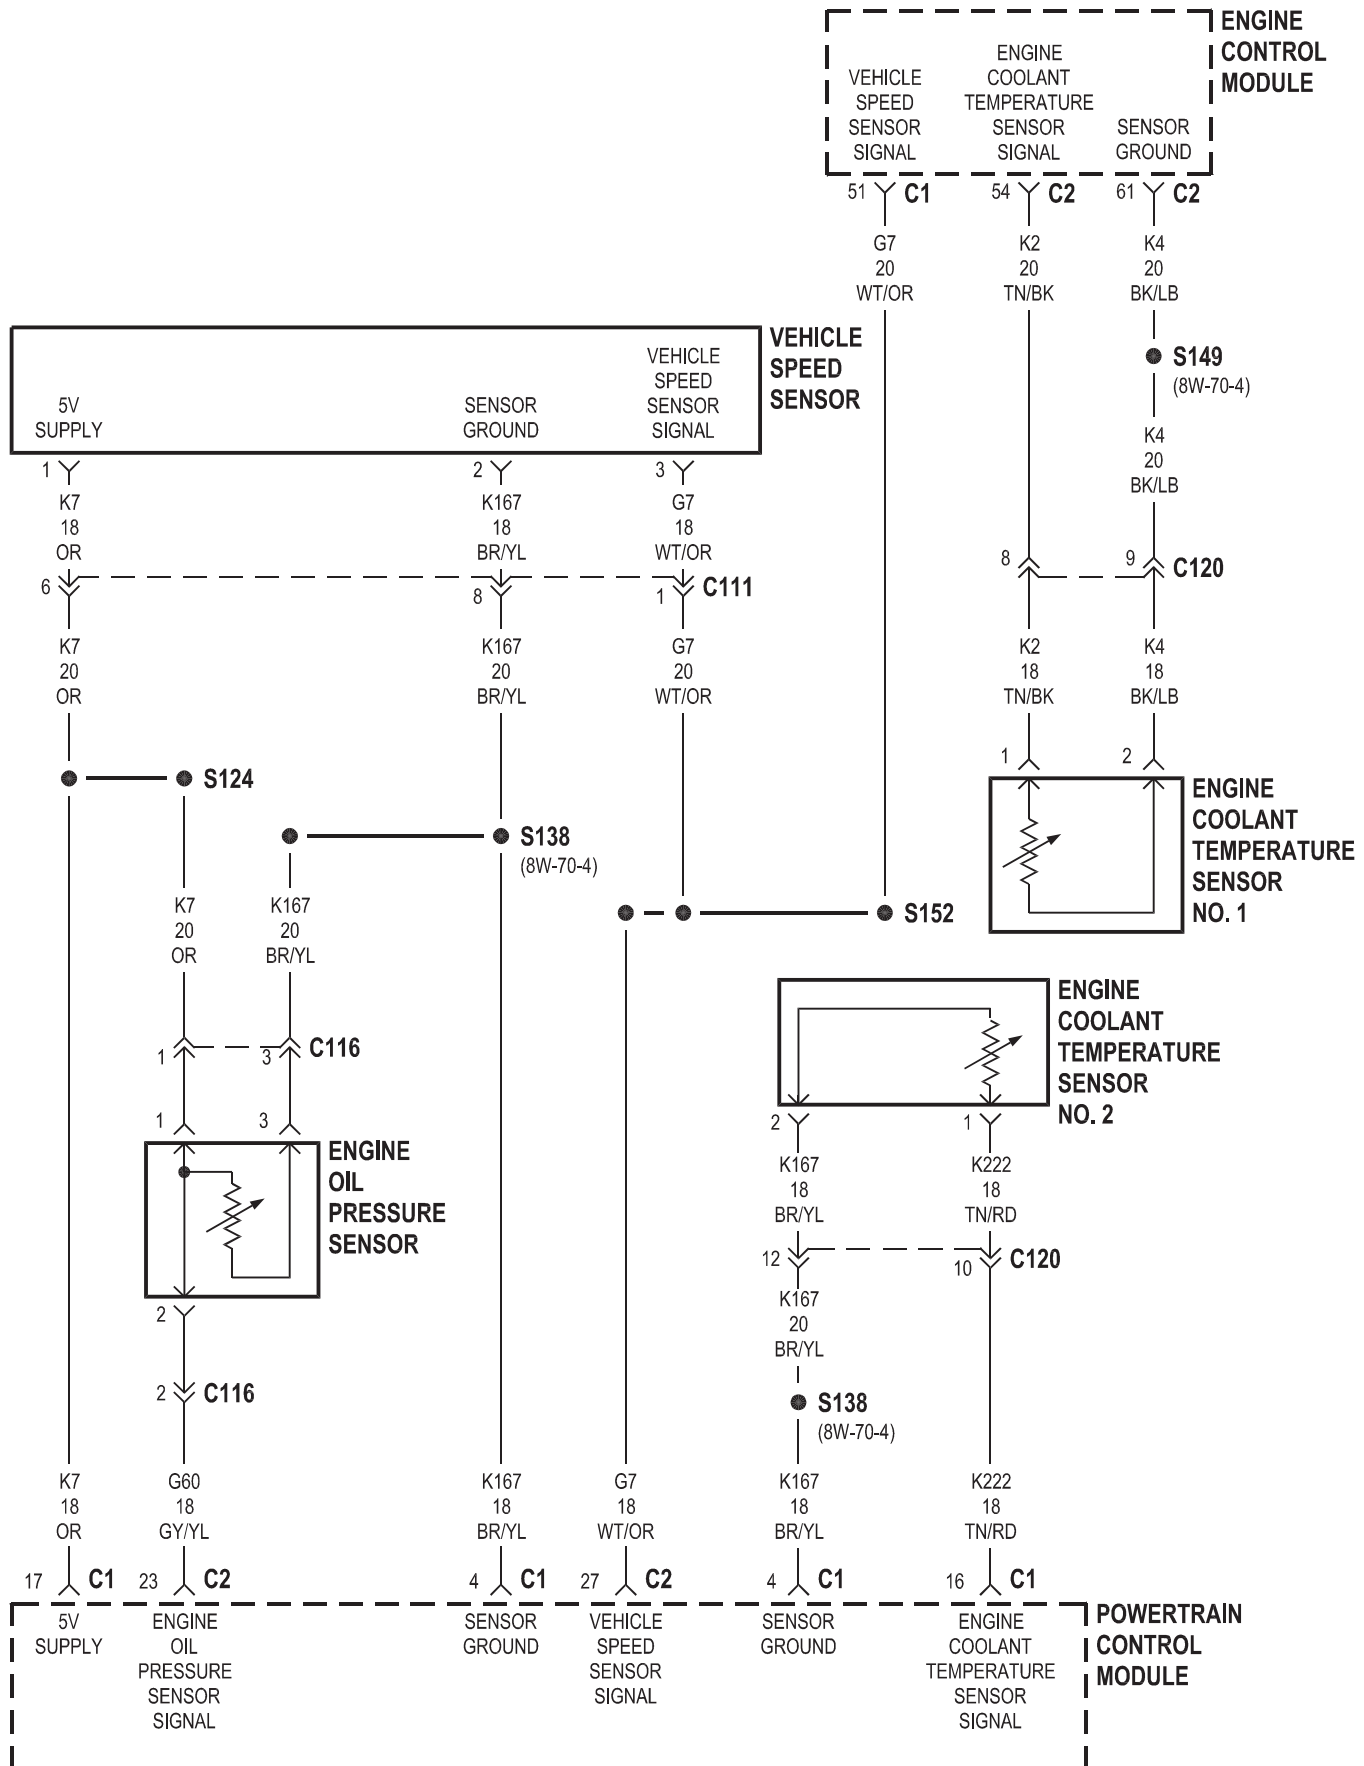 ENGINE
CONTROL
MODULE
VEHICLE
SPEED
SENSOR
SIGNAL
ENGINE
COOLANT
TEMPERATURE
SENSOR
SIGNAL
SENSOR
GROUND
51 C1
54 C2
61 C2
G7
20
WT/OR
K2
20
TN/BK
K4
20
BK/LB
S149
(8W-70-4)
K4
20
BK/LB
8
9
C120
K2
18
TN/BK
K4
18
BK/LB
1
2
ENGINE
COOLANT
TEMPERATURE
SENSOR
NO. 1
VEHICLE
SPEED
SENSOR
5V
SUPPLY
SENSOR
GROUND
VEHICLE
SPEED
SENSOR
SIGNAL
1
2
3
K7
18
OR
K167
18
BR/YL
G7
18
WT/OR
6
8
1
C111
K7
20
OR
K167
20
BR/YL
G7
20
WT/OR
S124
S138
(8W-70-4)
S152
K7
20
OR
K167
20
BR/YL
1
3
C116
1
3
ENGINE
OIL
PRESSURE
SENSOR
2
2
C116
ENGINE
COOLANT
TEMPERATURE
SENSOR
NO. 2
2
1
K167
18
BR/YL
K222
18
TN/RD
12
10
C120
K167
20
BR/YL
S138
(8W-70-4)
K7
18
OR
G60
18
GY/YL
K167
18
BR/YL
G7
18
WT/OR
K167
18
BR/YL
K222
18
TN/RD
17 C1
23 C2
4 C1
27 C2
4 C1
16 C1
5V
SUPPLY
ENGINE
OIL
PRESSURE
SENSOR
SIGNAL
SENSOR
GROUND
VEHICLE
SPEED
SENSOR
SIGNAL
SENSOR
GROUND
ENGINE
COOLANT
TEMPERATURE
SENSOR
SIGNAL
POWERTRAIN
CONTROL
MODULE